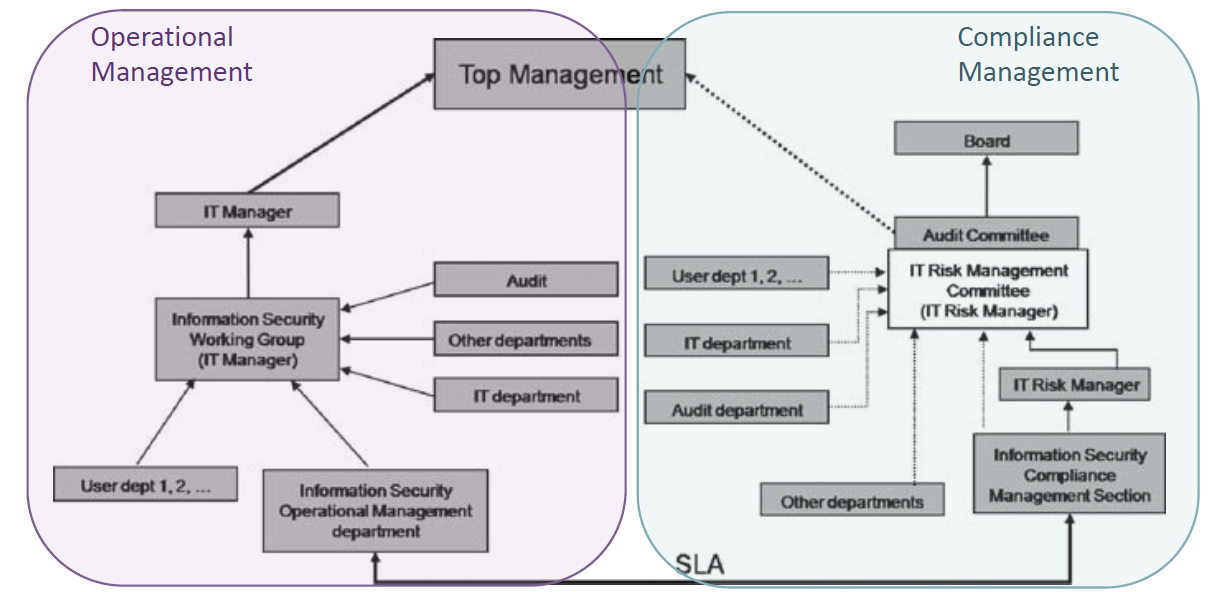 Operational
Management
Compliance
Management
Top Management
Board
IT Manager
Audit Committee
IT Risk Management
Committee
(IT Risk Manager)
User dept 1, 2, ...
Audit
Information Security
Working Group
(IT Manager)
Other departments
IT department
IT department
IT Risk Manager
Audit department
Information Security
Compliance
Management Section
User dept 1, 2, ...
Information Security
Operational Management
department
Other departments
SLA